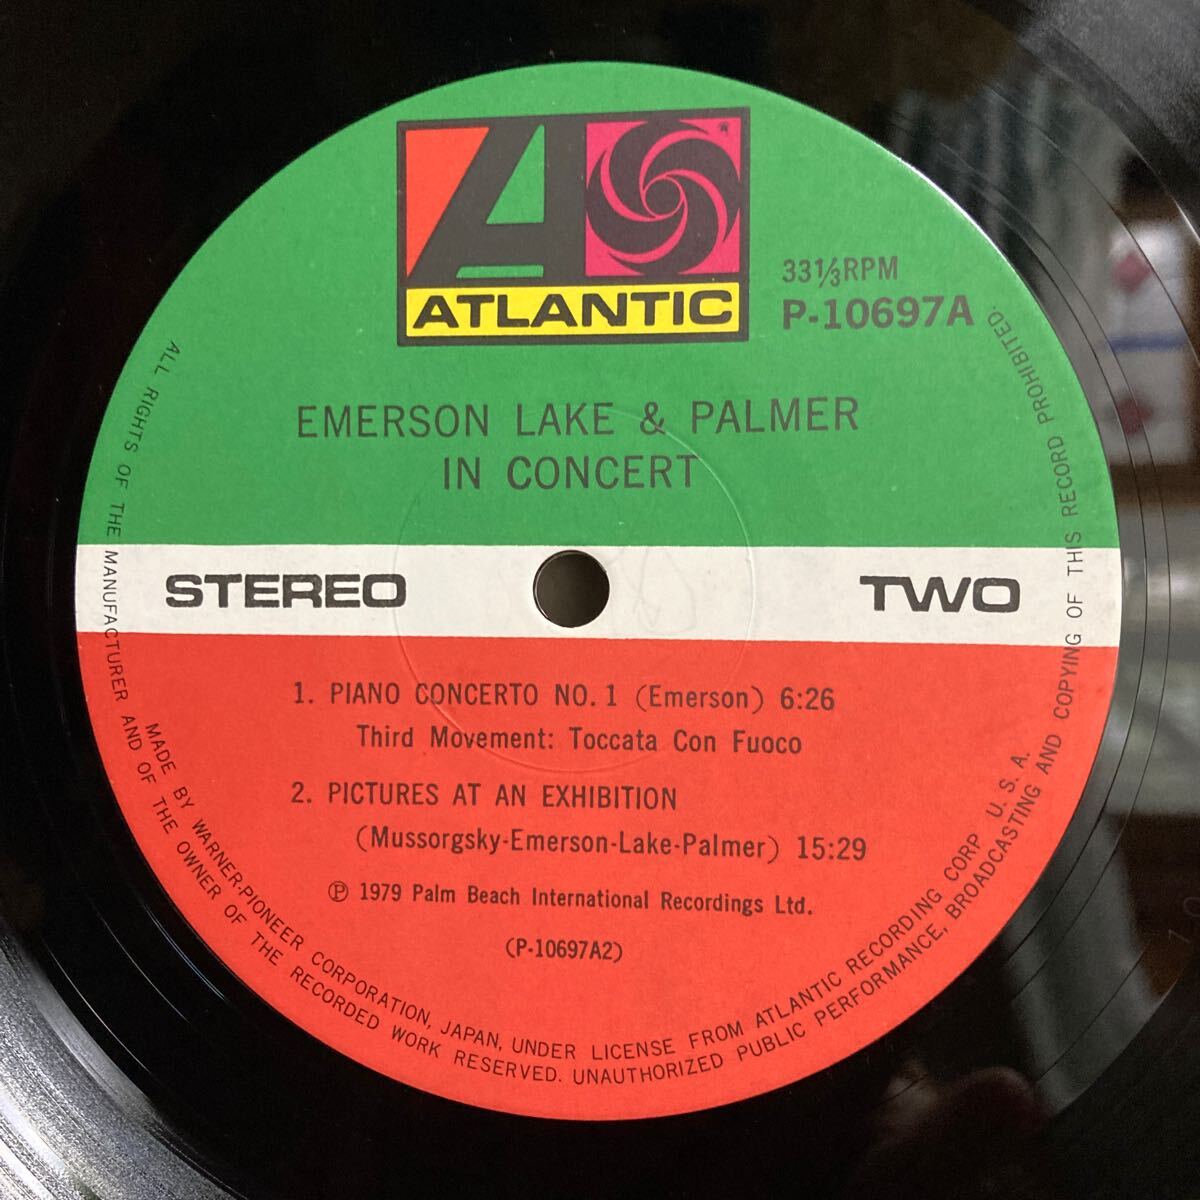 ATLANTIC
®
33⅓RPM
P-10697A
EMERSON LAKE & PALMER
IN CONCERT
STEREO
TWO
1. PIANO CONCERTO NO. 1 (Emerson) 6:26
Third Movement: Toccata Con Fuoco
2. PICTURES AT AN EXHIBITION
(Mussorgsky-Emerson-Lake-Palmer) 15:29
℗ 1979 Palm Beach International Recordings Ltd.
(P-10697A2)
MADE BY WARNER-PIONEER CORPORATION, JAPAN, UNDER LICENSE FROM ATLANTIC RECORDING CORP U. S. A.
ALL RIGHTS OF THE MANUFACTURER AND OF THE OWNER OF THE RECORDED WORK RESERVED. UNAUTHORIZED PUBLIC PERFORMANCE, BROADCASTING AND COPYING OF THIS RECORD PROHIBITED.